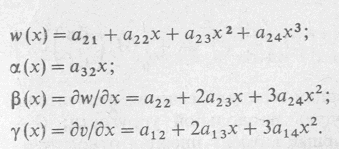 w(x) = a₂₁ + a₂₂x + a₂₃x² + a₂₄x³;
α(x) = a₃₂x;
β(x) = ∂w/∂x = a₂₂ + 2a₂₃x + 3a₂₄x²;
γ(x) = ∂v/∂x = a₁₂ + 2a₁₃x + 3a₁₄x².